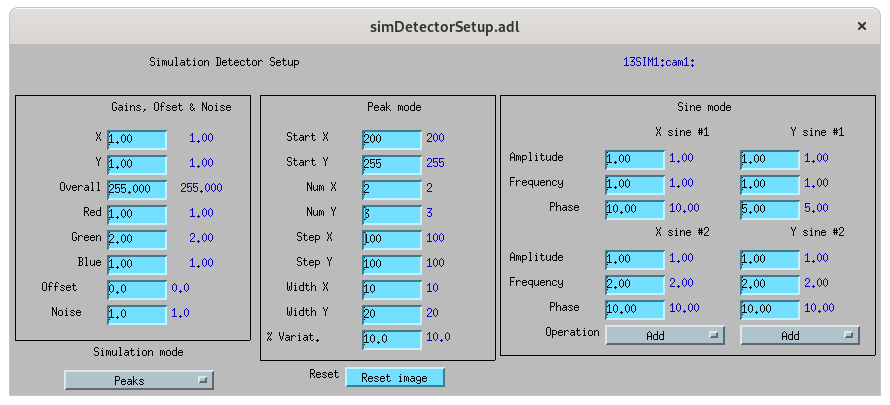 simDetectorSetup.adl ×
Simulation Detector Setup 13SIM1:cam1:
Gains, Ofset & Noise
X 1.00 1.00
Y 1.00 1.00
Overall 255.000 255.000
Red 1.00 1.00
Green 2.00 2.00
Blue 1.00 1.00
Offset 0.0 0.0
Noise 1.0 1.0
Simulation mode
Peaks
Peak mode
Start X 200 200
Start Y 255 255
Num X 2 2
Num Y 3 3
Step X 100 100
Step Y 100 100
Width X 10 10
Width Y 20 20
% Variat. 10.0 10.0
Reset Reset image
Sine mode
X sine #1 Y sine #1
Amplitude 1.00 1.00 1.00 1.00
Frequency 1.00 1.00 1.00 1.00
Phase 10.00 10.00 5.00 5.00
X sine #2 Y sine #2
Amplitude 1.00 1.00 1.00 1.00
Frequency 2.00 2.00 2.00 2.00
Phase 10.00 10.00 10.00 10.00
Operation Add Add